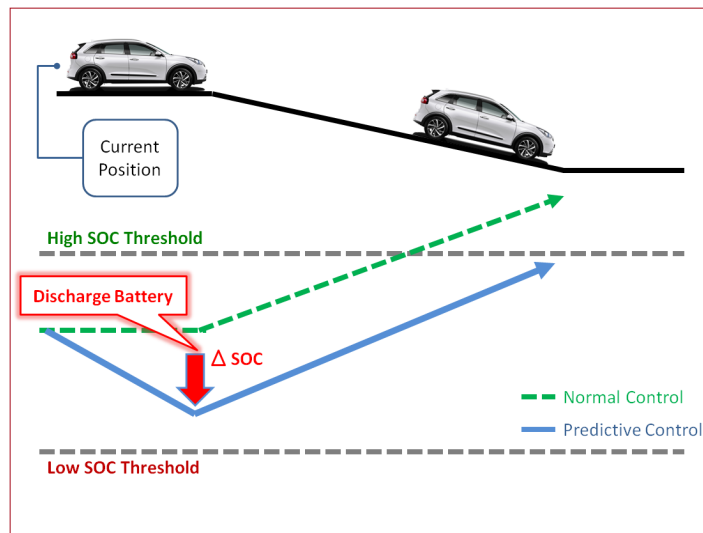 Current
Position
High SOC Threshold
Discharge Battery
Δ SOC
Normal Control
Predictive Control
Low SOC Threshold